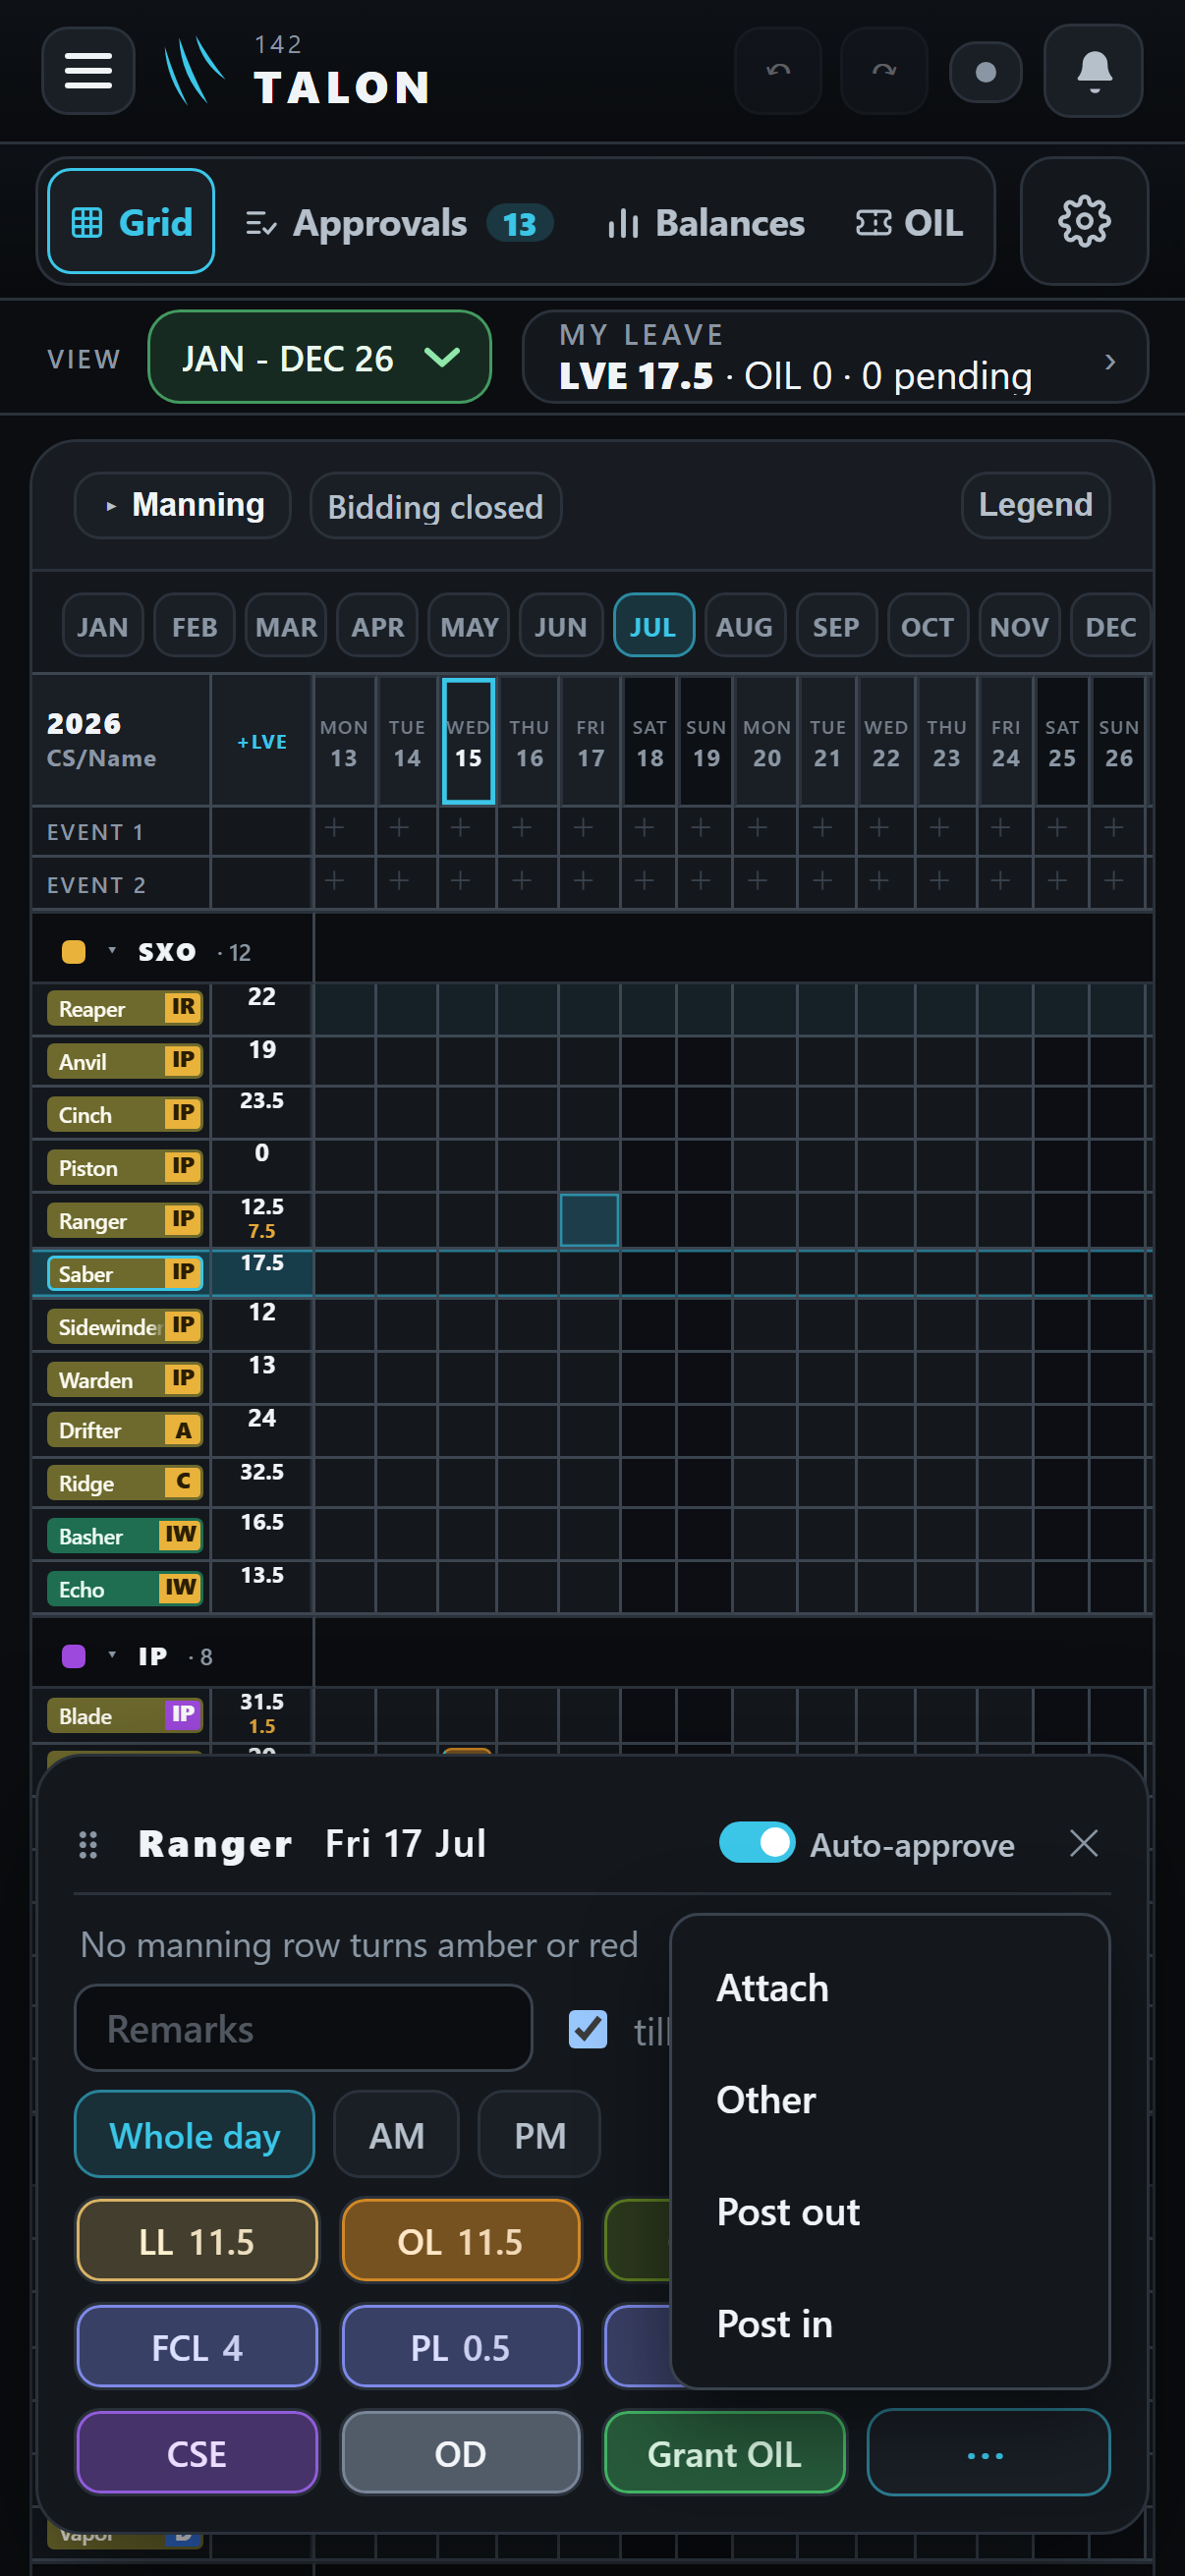 142
TALON
Grid
Approvals 13
Balances
OIL
VIEW
JAN - DEC 26
MY LEAVE
LVE 17.5 · OIL 0 · 0 pending
Manning
Bidding closed
Legend
JAN FEB MAR APR MAY JUN JUL AUG SEP OCT NOV DEC
2026
CS/Name
+LVE
MON TUE WED THU FRI SAT SUN MON TUE WED THU FRI SAT SUN
13 14 15 16 17 18 19 20 21 22 23 24 25 26
EVENT 1 + + + + + + + + + + + + + +
EVENT 2 + + + + + + + + + + + + + +
SXO · 12
Reaper IR 22
Anvil IP 19
Cinch IP 23.5
Piston IP 0
Ranger IP 12.5
7.5
Saber IP 17.5
Sidewinder IP 12
Warden IP 13
Drifter A 24
Ridge C 32.5
Basher IW 16.5
Echo IW 13.5
IP · 8
Blade IP 31.5
1.5
Ranger Fri 17 Jul
Auto-approve
No manning row turns amber or red
Remarks
till
Attach
Other
Post out
Post in
Whole day
AM
PM
LL 11.5
OL 11.5
FCL 4
PL 0.5
CSE
OD
Grant OIL
...
Vapor